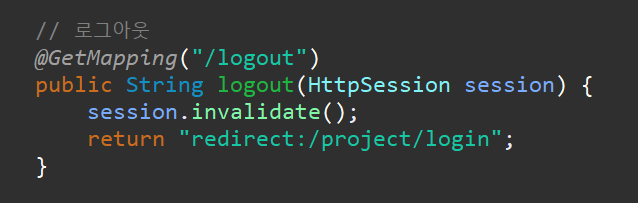 // 로그아웃
@GetMapping("/logout")
public String logout(HttpSession session) {
    session.invalidate();
    return "redirect:/project/login";
}